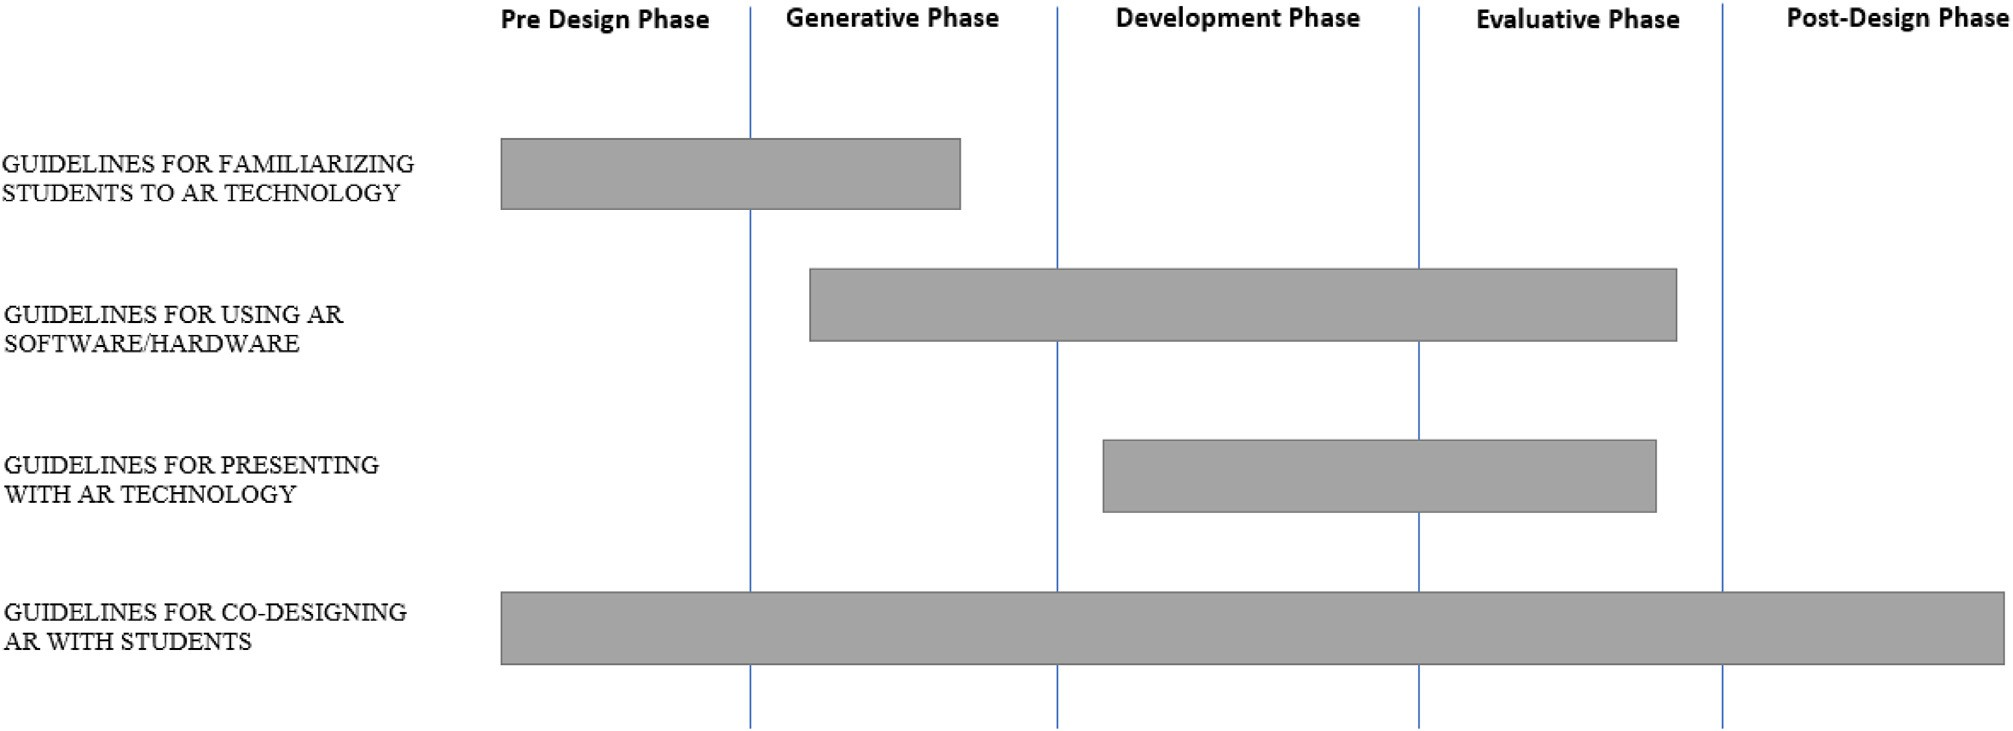 Pre Design Phase
Generative Phase
Development Phase
Evaluative Phase
Post-Design Phase
GUIDELINES FOR FAMILIARIZING
STUDENTS TO AR TECHNOLOGY
GUIDELINES FOR USING AR
SOFTWARE/HARDWARE
GUIDELINES FOR PRESENTING
WITH AR TECHNOLOGY
GUIDELINES FOR CO-DESIGNING
AR WITH STUDENTS